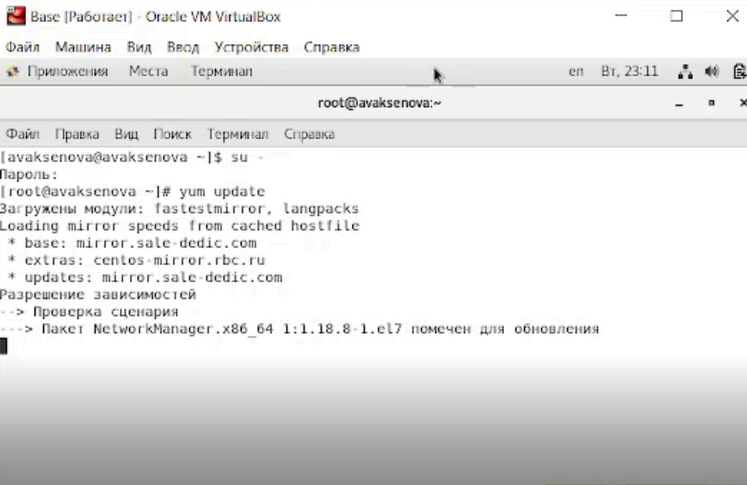 Base [Работает] - Oracle VM VirtualBox
Файл Машина Вид Ввод Устройства Справка
Приложения Места Терминал en Вт, 23:11
root@avaksenova:~
Файл Правка Вид Поиск Терминал Справка
[avaksenova@avaksenova ~]$ su -
Пароль:
[root@avaksenova ~]# yum update
Загружены модули: fastestmirror, langpacks
Loading mirror speeds from cached hostfile
* base: mirror.sale-dedic.com
* extras: centos-mirror.rbc.ru
* updates: mirror.sale-dedic.com
Разрешение зависимостей
--> Проверка сценария
---> Пакет NetworkManager.x86_64 1:1.18.8-1.el7 помечен для обновления